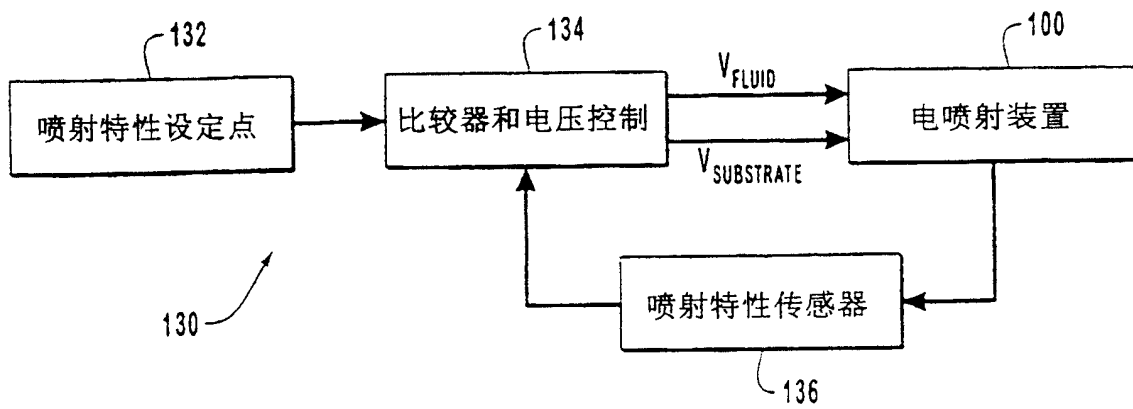 132
134
100
喷射特性设定点
比较器和电压控制
V_FLUID
V_SUBSTRATE
电喷射装置
喷射特性传感器
130
136